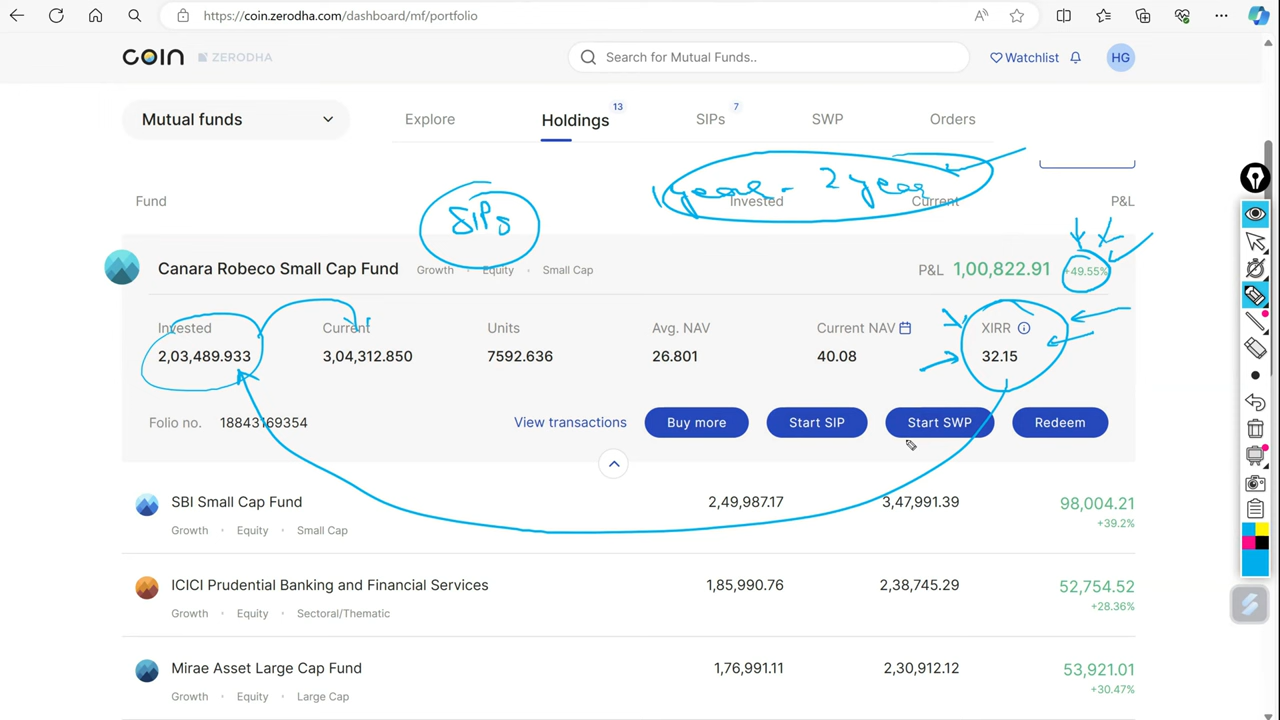 https://coin.zerodha.com/dashboard/mf/portfolio
COIN ZERODHA
Search for Mutual Funds..
Watchlist
HG
Mutual funds
Explore
Holdings 13
SIPs 7
SWP
Orders
1 year - 2 year
SIPs
Fund
Invested
Current
P&L
Canara Robeco Small Cap Fund Growth Equity Small Cap P&L 1,00,822.91 +49.55%
Invested Current Units Avg. NAV Current NAV XIRR
2,03,489.933 3,04,312.850 7592.636 26.801 40.08 32.15
Folio no. 18843169354 View transactions Buy more Start SIP Start SWP Redeem
SBI Small Cap Fund 2,49,987.17 3,47,991.39 98,004.21
Growth Equity Small Cap +39.2%
ICICI Prudential Banking and Financial Services 1,85,990.76 2,38,745.29 52,754.52
Growth Equity Sectoral/Thematic +28.36%
Mirae Asset Large Cap Fund 1,76,991.11 2,30,912.12 53,921.01
Growth Equity Large Cap +30.47%